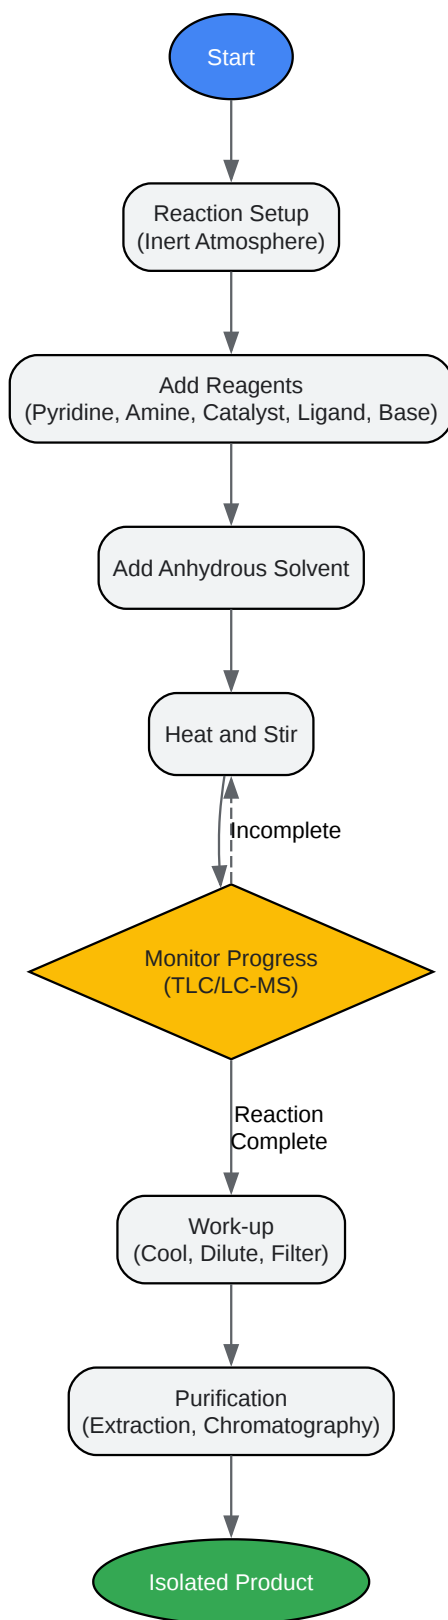 Start
Reaction Setup
(Inert Atmosphere)
Add Reagents
(Pyridine, Amine, Catalyst, Ligand, Base)
Add Anhydrous Solvent
Heat and Stir
Incomplete
Monitor Progress
(TLC/LC-MS)
Reaction
Complete
Work-up
(Cool, Dilute, Filter)
Purification
(Extraction, Chromatography)
Isolated Product